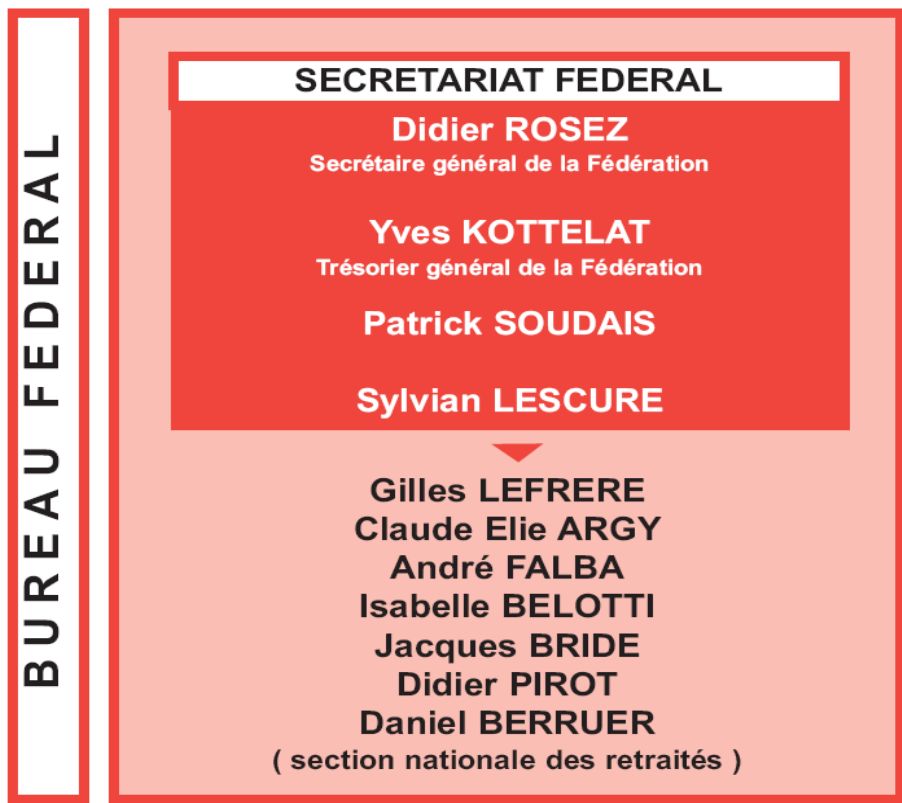 BUREAU FEDERAL
SECRETARIAT FEDERAL
Didier ROSEZ
Secrétaire général de la Fédération
Yves KOTTELAT
Trésorier général de la Fédération
Patrick SOUDAIS
Sylvian LESCURE
Gilles LEFRERE
Claude Elie ARGY
André FALBA
Isabelle BELOTTI
Jacques BRIDE
Didier PIROT
Daniel BERRUER
( section nationale des retraités )